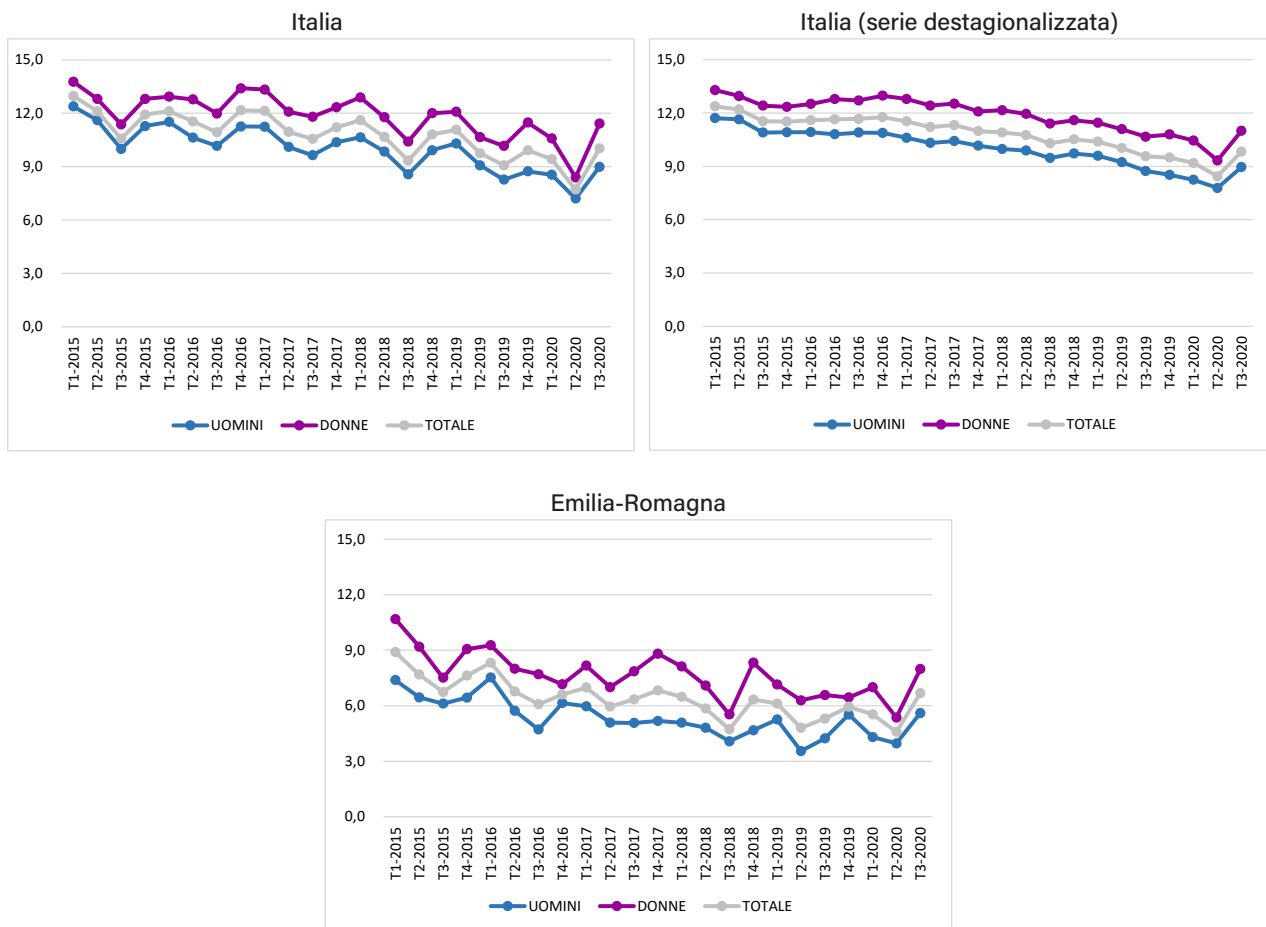 Italia
15,0
12,0
9,0
6,0
3,0
0,0
T1-2015
T2-2015
T3-2015
T4-2015
T1-2016
T2-2016
T3-2016
T4-2016
T1-2017
T2-2017
T3-2017
T4-2017
T1-2018
T2-2018
T3-2018
T4-2018
T1-2019
T2-2019
T3-2019
T4-2019
T1-2020
T2-2020
T3-2020
UOMINI DONNE TOTALE
Italia (serie destagionalizzata)
15,0
12,0
9,0
6,0
3,0
0,0
T1-2015
T2-2015
T3-2015
T4-2015
T1-2016
T2-2016
T3-2016
T4-2016
T1-2017
T2-2017
T3-2017
T4-2017
T1-2018
T2-2018
T3-2018
T4-2018
T1-2019
T2-2019
T3-2019
T4-2019
T1-2020
T2-2020
T3-2020
UOMINI DONNE TOTALE
Emilia-Romagna
15,0
12,0
9,0
6,0
3,0
0,0
T1-2015
T2-2015
T3-2015
T4-2015
T1-2016
T2-2016
T3-2016
T4-2016
T1-2017
T2-2017
T3-2017
T4-2017
T1-2018
T2-2018
T3-2018
T4-2018
T1-2019
T2-2019
T3-2019
T4-2019
T1-2020
T2-2020
T3-2020
UOMINI DONNE TOTALE